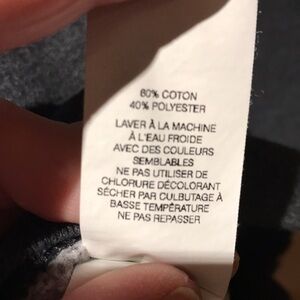 60% COTON
40% POLYESTER
LAVER À LA MACHINE
À L'EAU FROIDE
AVEC DES COULEURS
SEMBLABLES
NE PAS UTILISER DE
CHLORURE DÉCOLORANT
SÉCHER PAR CULBUTAGE À
BASSE TEMPÉRATURE
NE PAS REPASSER